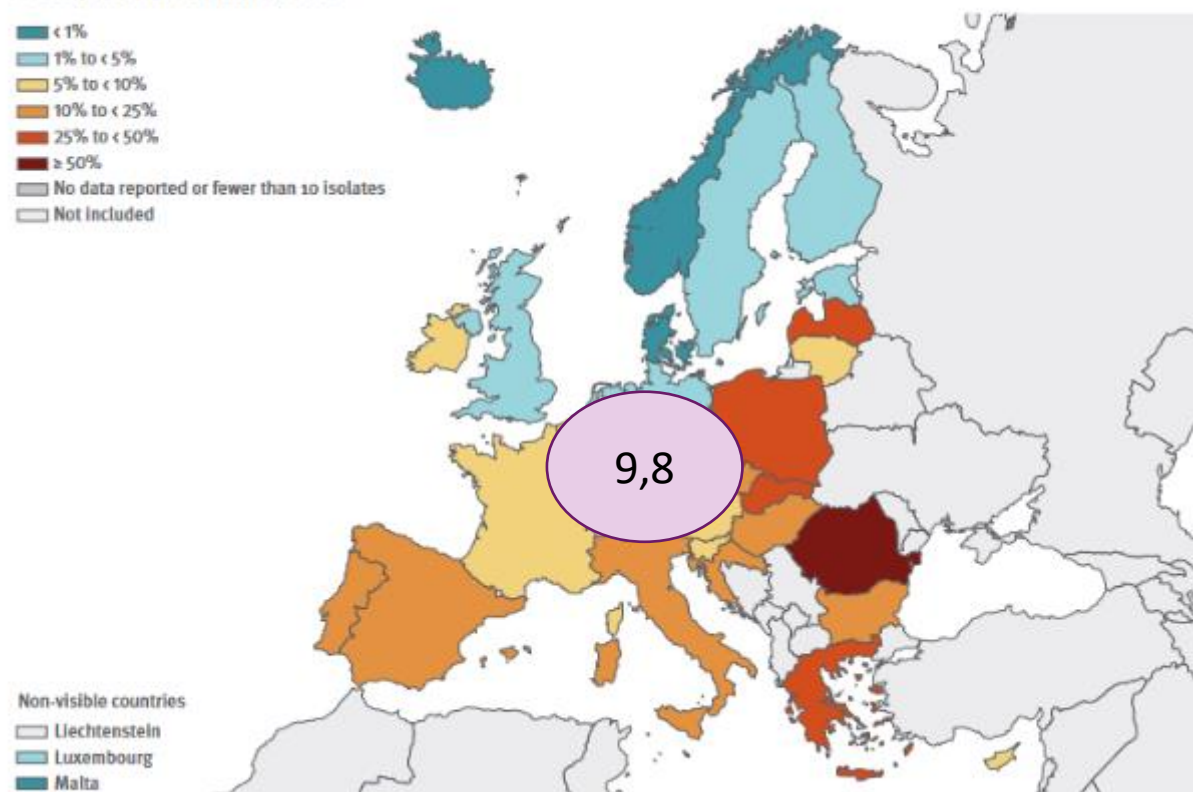 < 1%
1% to < 5%
5% to < 10%
10% to < 25%
25% to < 50%
≥ 50%
No data reported or fewer than 10 isolates
Not included
9,8
Non-visible countries
Liechtenstein
Luxembourg
Malta